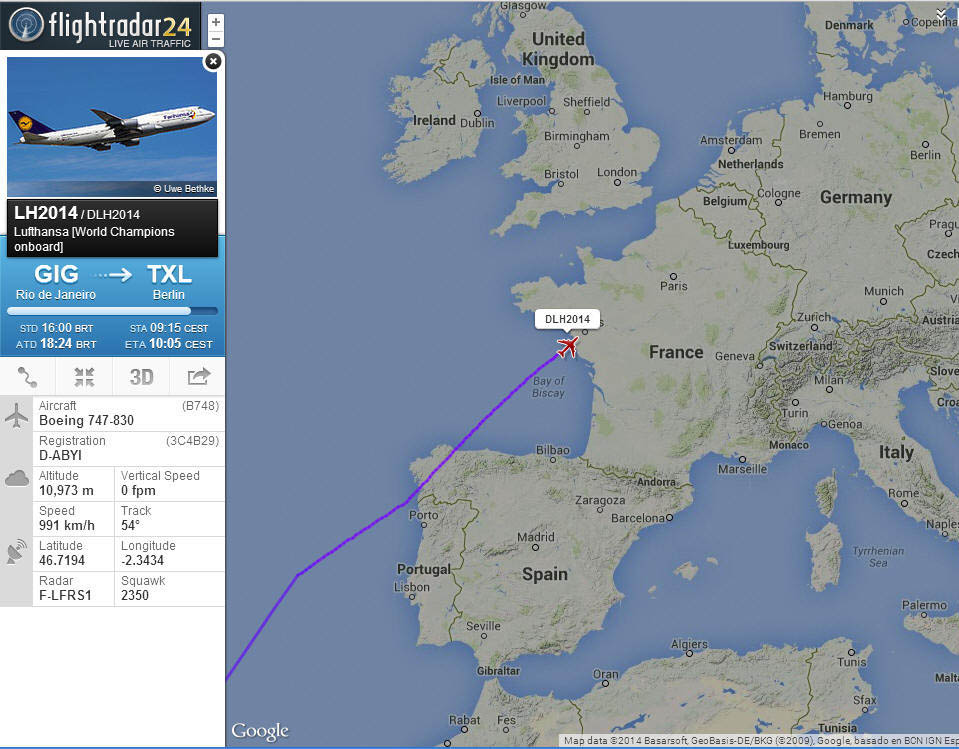 flightradar24
LIVE AIR TRAFFIC
+
−
© Uwe Bethke
LH2014 / DLH2014
Lufthansa [World Champions
onboard]
GIG
TXL
Rio de Janeiro
Berlin
STD 16:00 BRT
STA 09:15 CEST
ATD 18:24 BRT
ETA 10:05 CEST
3D
Aircraft
(B748)
Boeing 747-830
Registration
(3C4B29)
D-ABYI
Altitude
Vertical Speed
10,973 m
0 fpm
Speed
Track
991 km/h
54°
Latitude
Longitude
46.7194
-2.3434
Radar
Squawk
F-LFRS1
2350
Glasgow
United
Kingdom
Denmark
Copenha
Isle of Man
Hamburg
Liverpool
Sheffield
Ireland
Dublin
Birmingham
Bremen
Amsterdam
Berlin
Netherlands
Bristol
London
Cologne
Germany
Belgium
Pragu
Luxembourg
Czech
Paris
Munich
Zurich
Austria
DLH2014
s
Switzerland
France
Geneva
Slove
Bay of
Biscay
Milan
Croa
Turin
Genoa
Monaco
Italy
Bilbao
Marseille
Andorra
Zaragoza
Rome
Porto
Barcelona
Naples
Madrid
Tyrrhenian
Sea
Portugal
Spain
Lisbon
Palermo
Seville
Algiers
Tunis
Gibraltar
Oran
Malt
Rabat
Fes
Sfax
Tunisia
Google
Map data ©2014 Basarsoft, GeoBasis-DE/BKG (©2009), Google, basado en BCN IGN Esp